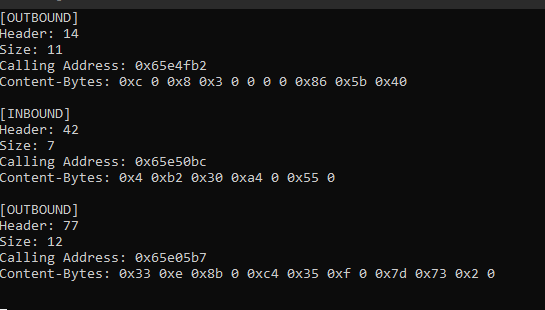 [OUTBOUND]
Header: 14
Size: 11
Calling Address: 0x65e4fb2
Content-Bytes: 0xc 0 0x8 0x3 0 0 0 0 0x86 0x5b 0x40
[INBOUND]
Header: 42
Size: 7
Calling Address: 0x65e50bc
Content-Bytes: 0x4 0xb2 0x30 0xa4 0 0x55 0
[OUTBOUND]
Header: 77
Size: 12
Calling Address: 0x65e05b7
Content-Bytes: 0x33 0xe 0x8b 0 0xc4 0x35 0xf 0 0x7d 0x73 0x2 0